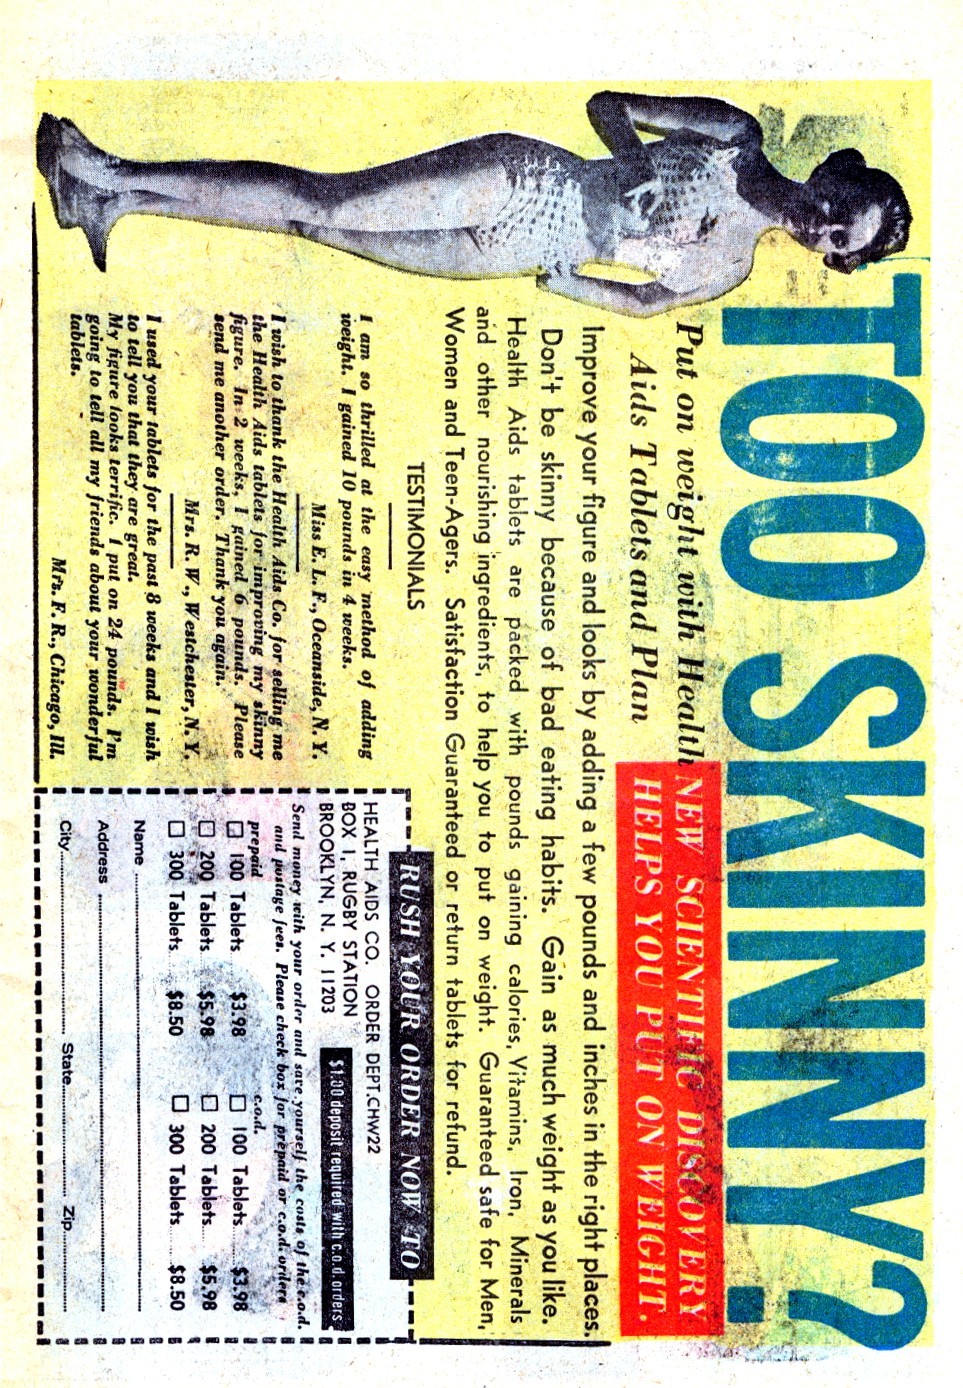 TOO SKINNY?
Put on weight with Health
Aids Tablets and Plan
NEW SCIENTIFIC DISCOVERY
HELPS YOU PUT ON WEIGHT.
Improve your figure and looks by adding a few pounds and inches in the right places.
Don't be skinny because of bad eating habits. Gain as much weight as you like.
Health Aids tablets are packed with pounds gaining calories, Vitamins, Iron, Minerals
and other nourishing ingredients, to help you to put on weight. Guaranteed safe for Men,
Women and Teen-Agers. Satisfaction Guaranteed or return tablets for refund.
TESTIMONIALS
I am so thrilled at the easy method of adding
weight. I gained 10 pounds in 4 weeks.
Miss E. L. F., Oceanside, N. Y.
I wish to thank the Health Aids Co. for selling me
the Health Aids tablets for improving my skinny
figure. In 2 weeks, I gained 6 pounds. Please
send me another order. Thank you again.
Mrs. R. W., Westchester, N. Y.
I used your tablets for the past 8 weeks and I wish
to tell you that they are great.
My figure looks terrific. I put on 24 pounds. I'm
going to tell all my friends about your wonderful
tablets.
Mrs. F. R., Chicago, Ill.
RUSH YOUR ORDER NOW TO
HEALTH AIDS CO. ORDER DEPT.CHW22
BOX 1, RUGBY STATION
BROOKLYN, N. Y. 11203
$1.00 deposit required with c.o.d. orders
Send money with your order and save yourself the costs of the c.o.d.
and postage fees. Please check box for prepaid or c.o.d. orders
prepaid c.o.d.
100 Tablets $3.98 100 Tablets...$3.98
200 Tablets... $5.98 200 Tablets.... $5.98
300 Tablets... $8.50 300 Tablets.... $8.50
Name
Address
City State Zip